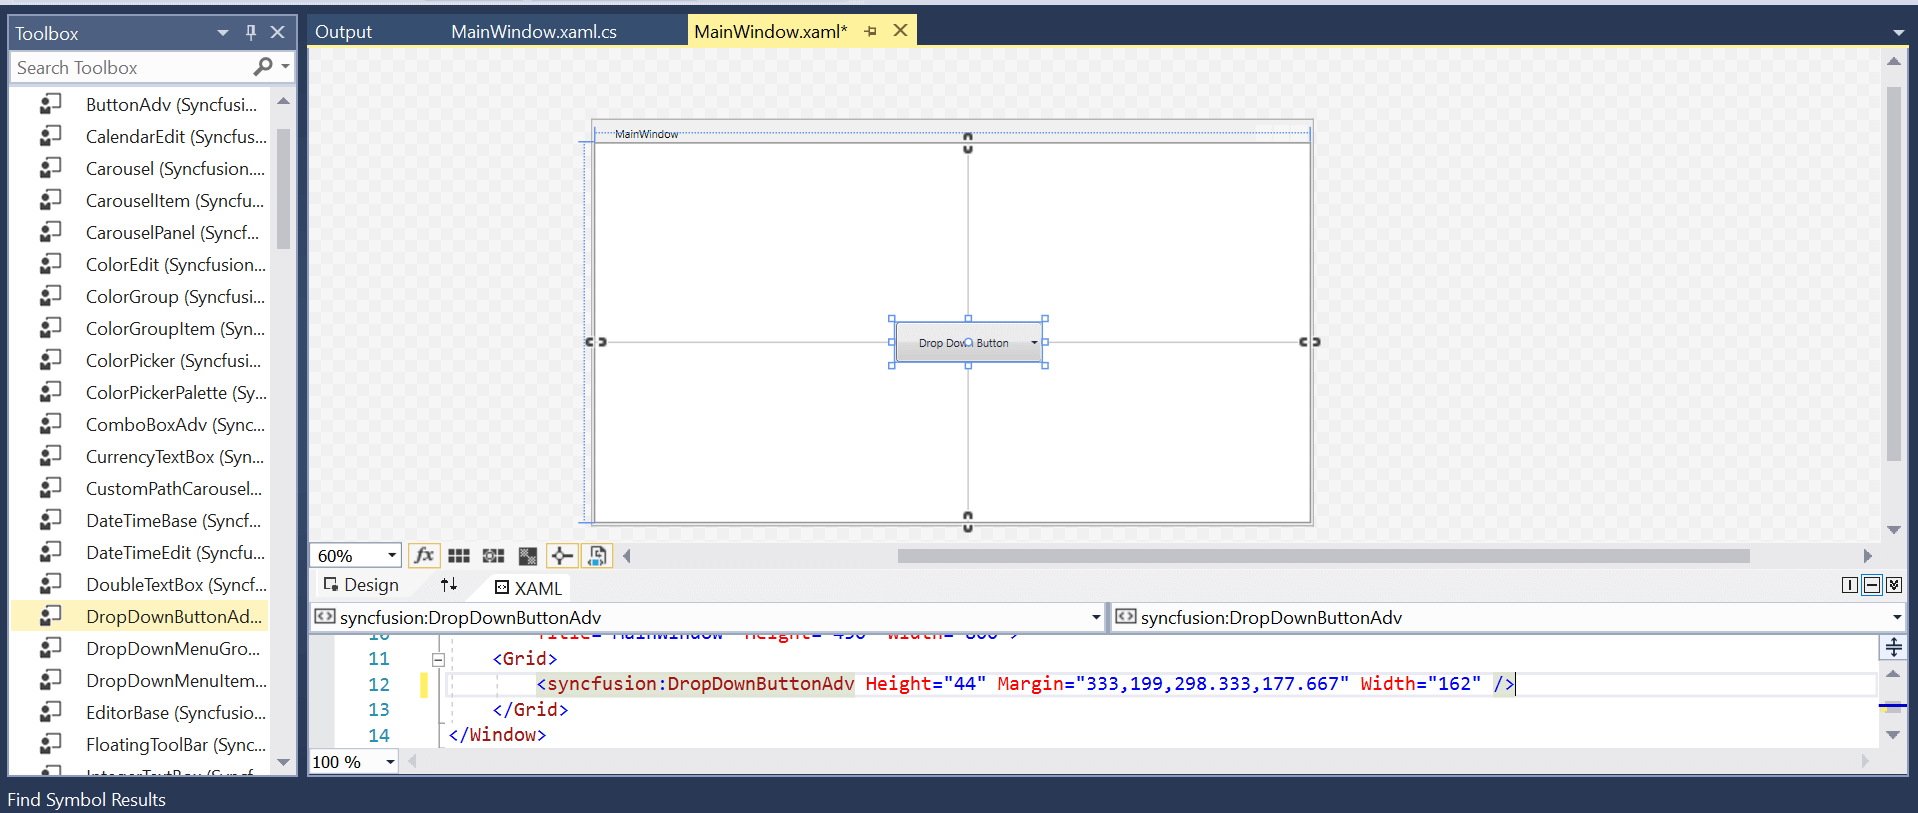 Toolbox
Search Toolbox
ButtonAdv (Syncfusi...
CalendarEdit (Syncfus...
Carousel (Syncfusion....
CarouselItem (Syncfu...
CarouselPanel (Syncf...
ColorEdit (Syncfusion...
ColorGroup (Syncfusi...
ColorGroupItem (Syn...
ColorPicker (Syncfusi...
ColorPickerPalette (Sy...
ComboBoxAdv (Sync...
CurrencyTextBox (Syn...
CustomPathCarousel...
DateTimeBase (Syncf...
DateTimeEdit (Syncfu...
DoubleTextBox (Syncf...
DropDownButtonAd...
DropDownMenuGro...
DropDownMenuItem...
EditorBase (Syncfusio...
FloatingToolBar (Sync...
Output MainWindow.xaml.cs MainWindow.xaml*
MainWindow
Drop Down Button
60% fx
Design XAML
syncfusion:DropDownButtonAdv syncfusion:DropDownButtonAdv
11 <Grid>
12 <syncfusion:DropDownButtonAdv Height="44" Margin="333,199,298.333,177.667" Width="162" />
13 </Grid>
14 </Window>
100 %
Find Symbol Results